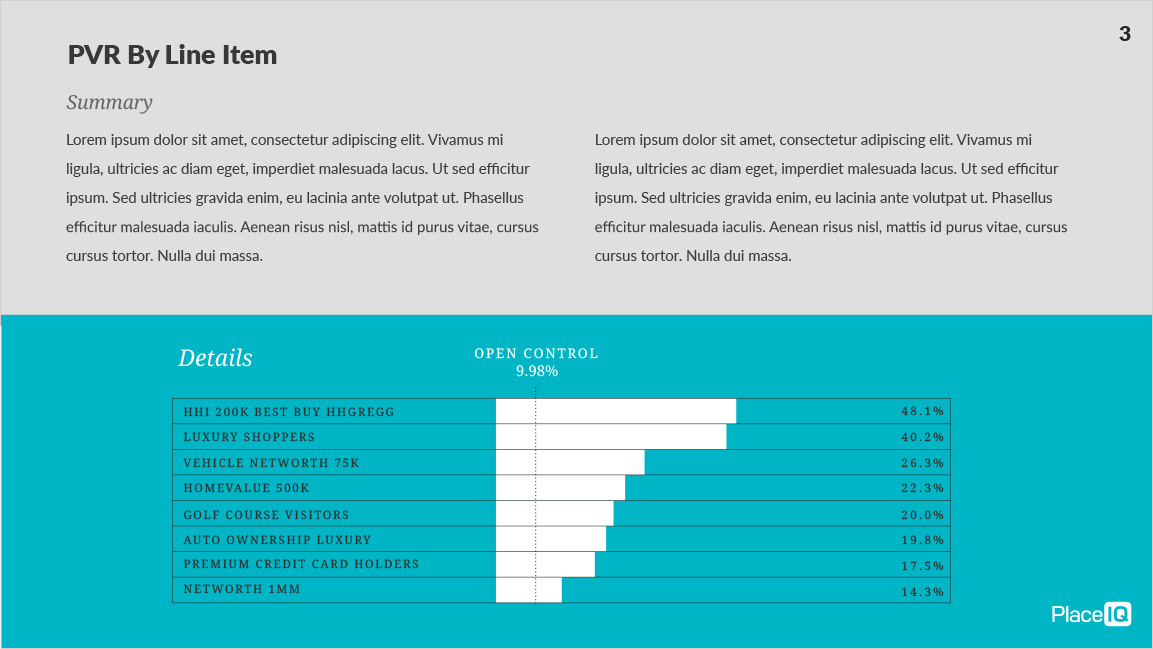 3
PVR By Line Item
Summary
Lorem ipsum dolor sit amet, consectetur adipiscing elit. Vivamus mi
ligula, ultricies ac diam eget, imperdiet malesuada lacus. Ut sed efficitur
ipsum. Sed ultricies gravida enim, eu lacinia ante volutpat ut. Phasellus
efficitur malesuada iaculis. Aenean risus nisl, mattis id purus vitae, cursus
cursus tortor. Nulla dui massa.
Lorem ipsum dolor sit amet, consectetur adipiscing elit. Vivamus mi
ligula, ultricies ac diam eget, imperdiet malesuada lacus. Ut sed efficitur
ipsum. Sed ultricies gravida enim, eu lacinia ante volutpat ut. Phasellus
efficitur malesuada iaculis. Aenean risus nisl, mattis id purus vitae, cursus
cursus tortor. Nulla dui massa.
Details
OPEN CONTROL
9.98%
HHI 200K BEST BUY HHGREGG 48.1%
LUXURY SHOPPERS 40.2%
VEHICLE NETWORTH 75K 26.3%
HOMEVALUE 500K 22.3%
GOLF COURSE VISITORS 20.0%
AUTO OWNERSHIP LUXURY 19.8%
PREMIUM CREDIT CARD HOLDERS 17.5%
NETWORTH 1MM 14.3%
PlaceIQ